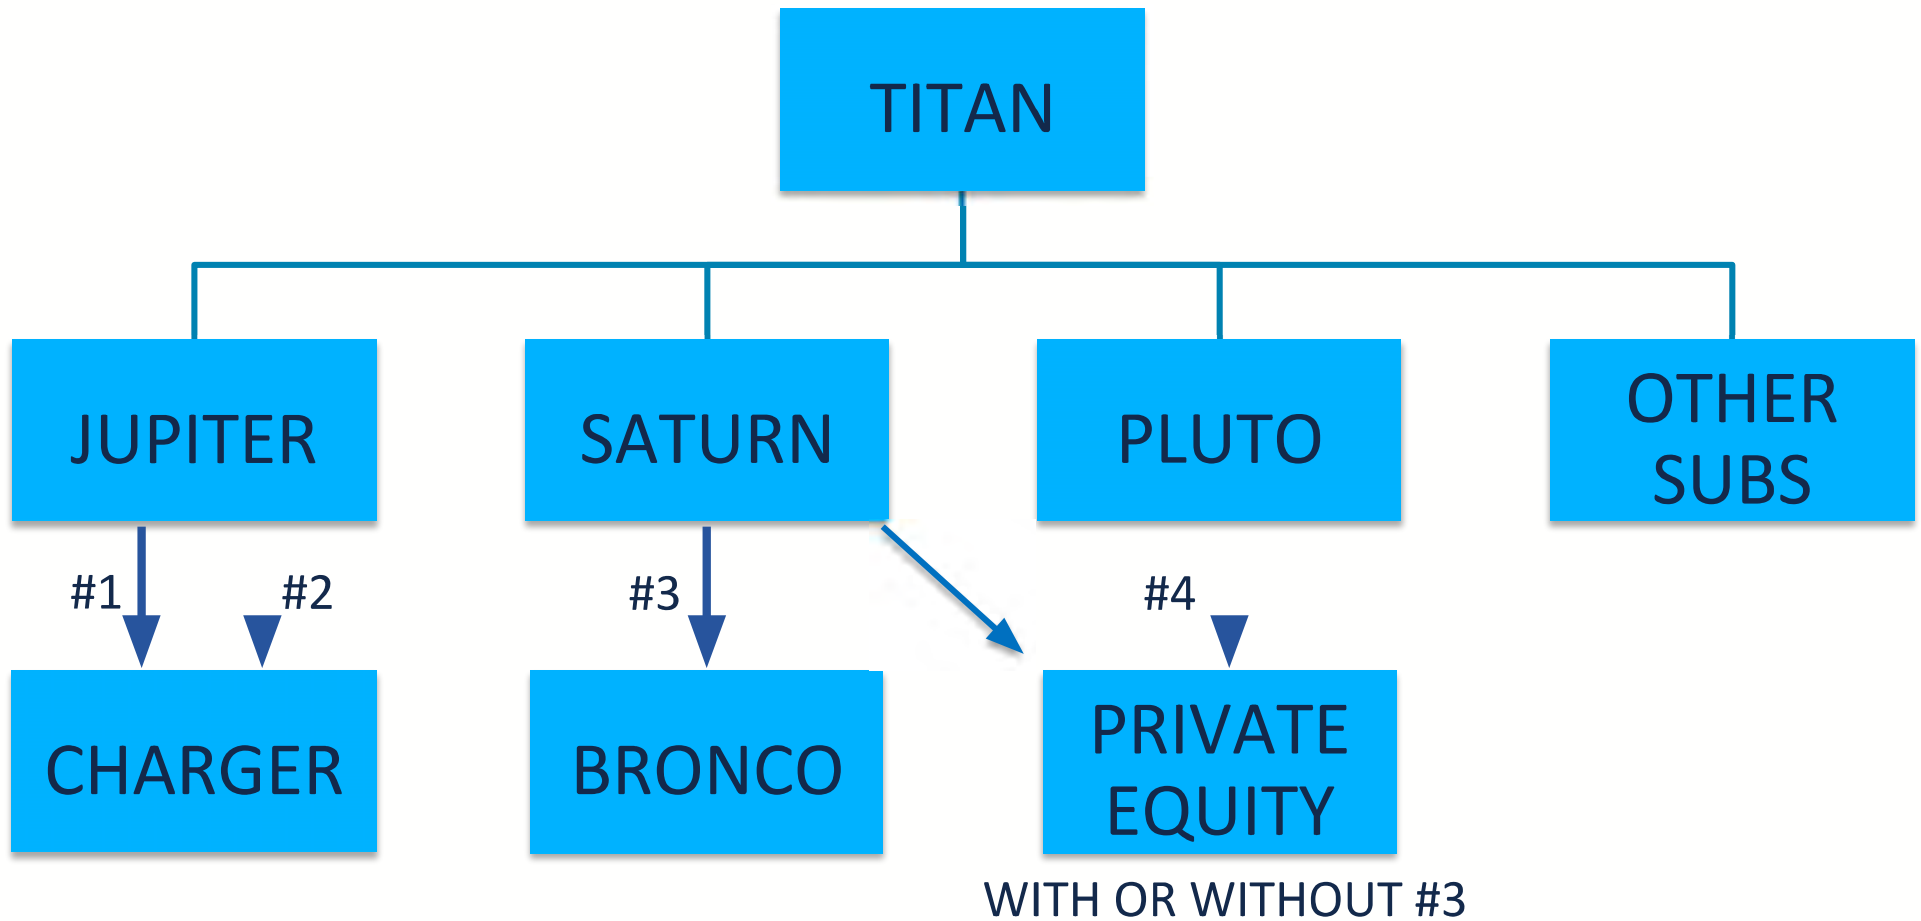 TITAN
JUPITER
SATURN
PLUTO
OTHER
SUBS
#1
#2
#3
#4
CHARGER
BRONCO
PRIVATE
EQUITY
WITH OR WITHOUT #3